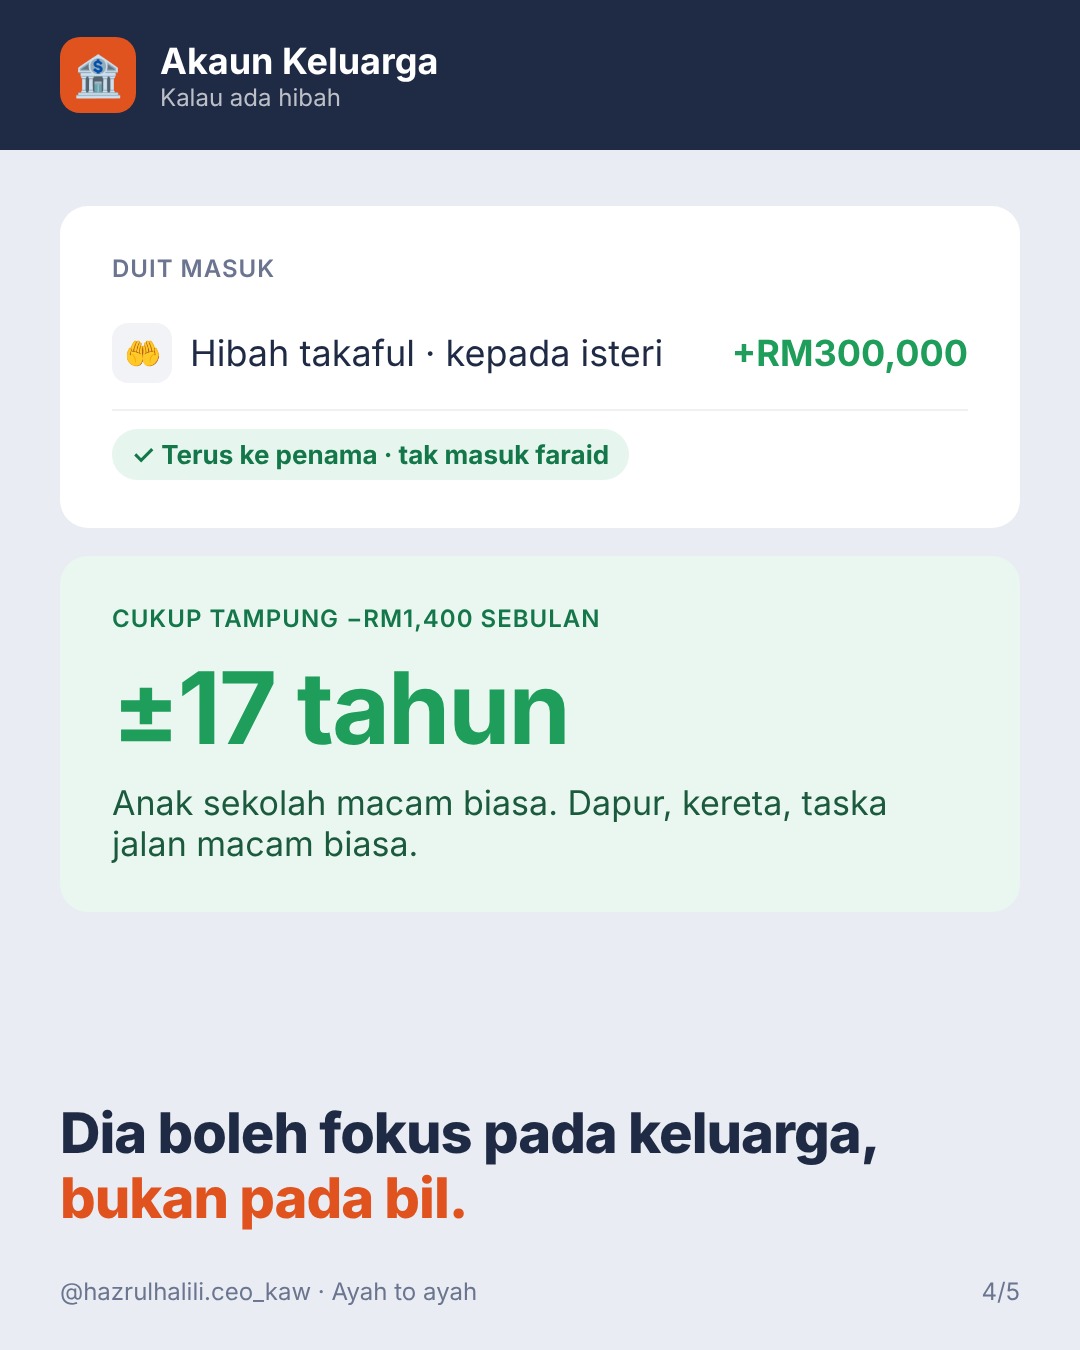 Akaun Keluarga
Kalau ada hibah
DUIT MASUK
Hibah takaful · kepada isteri +RM300,000
✓ Terus ke penama · tak masuk faraid
CUKUP TAMPUNG −RM1,400 SEBULAN
±17 tahun
Anak sekolah macam biasa. Dapur, kereta, taska
jalan macam biasa.
Dia boleh fokus pada keluarga,
bukan pada bil.
@hazrulhalili.ceo_kaw · Ayah to ayah 4/5